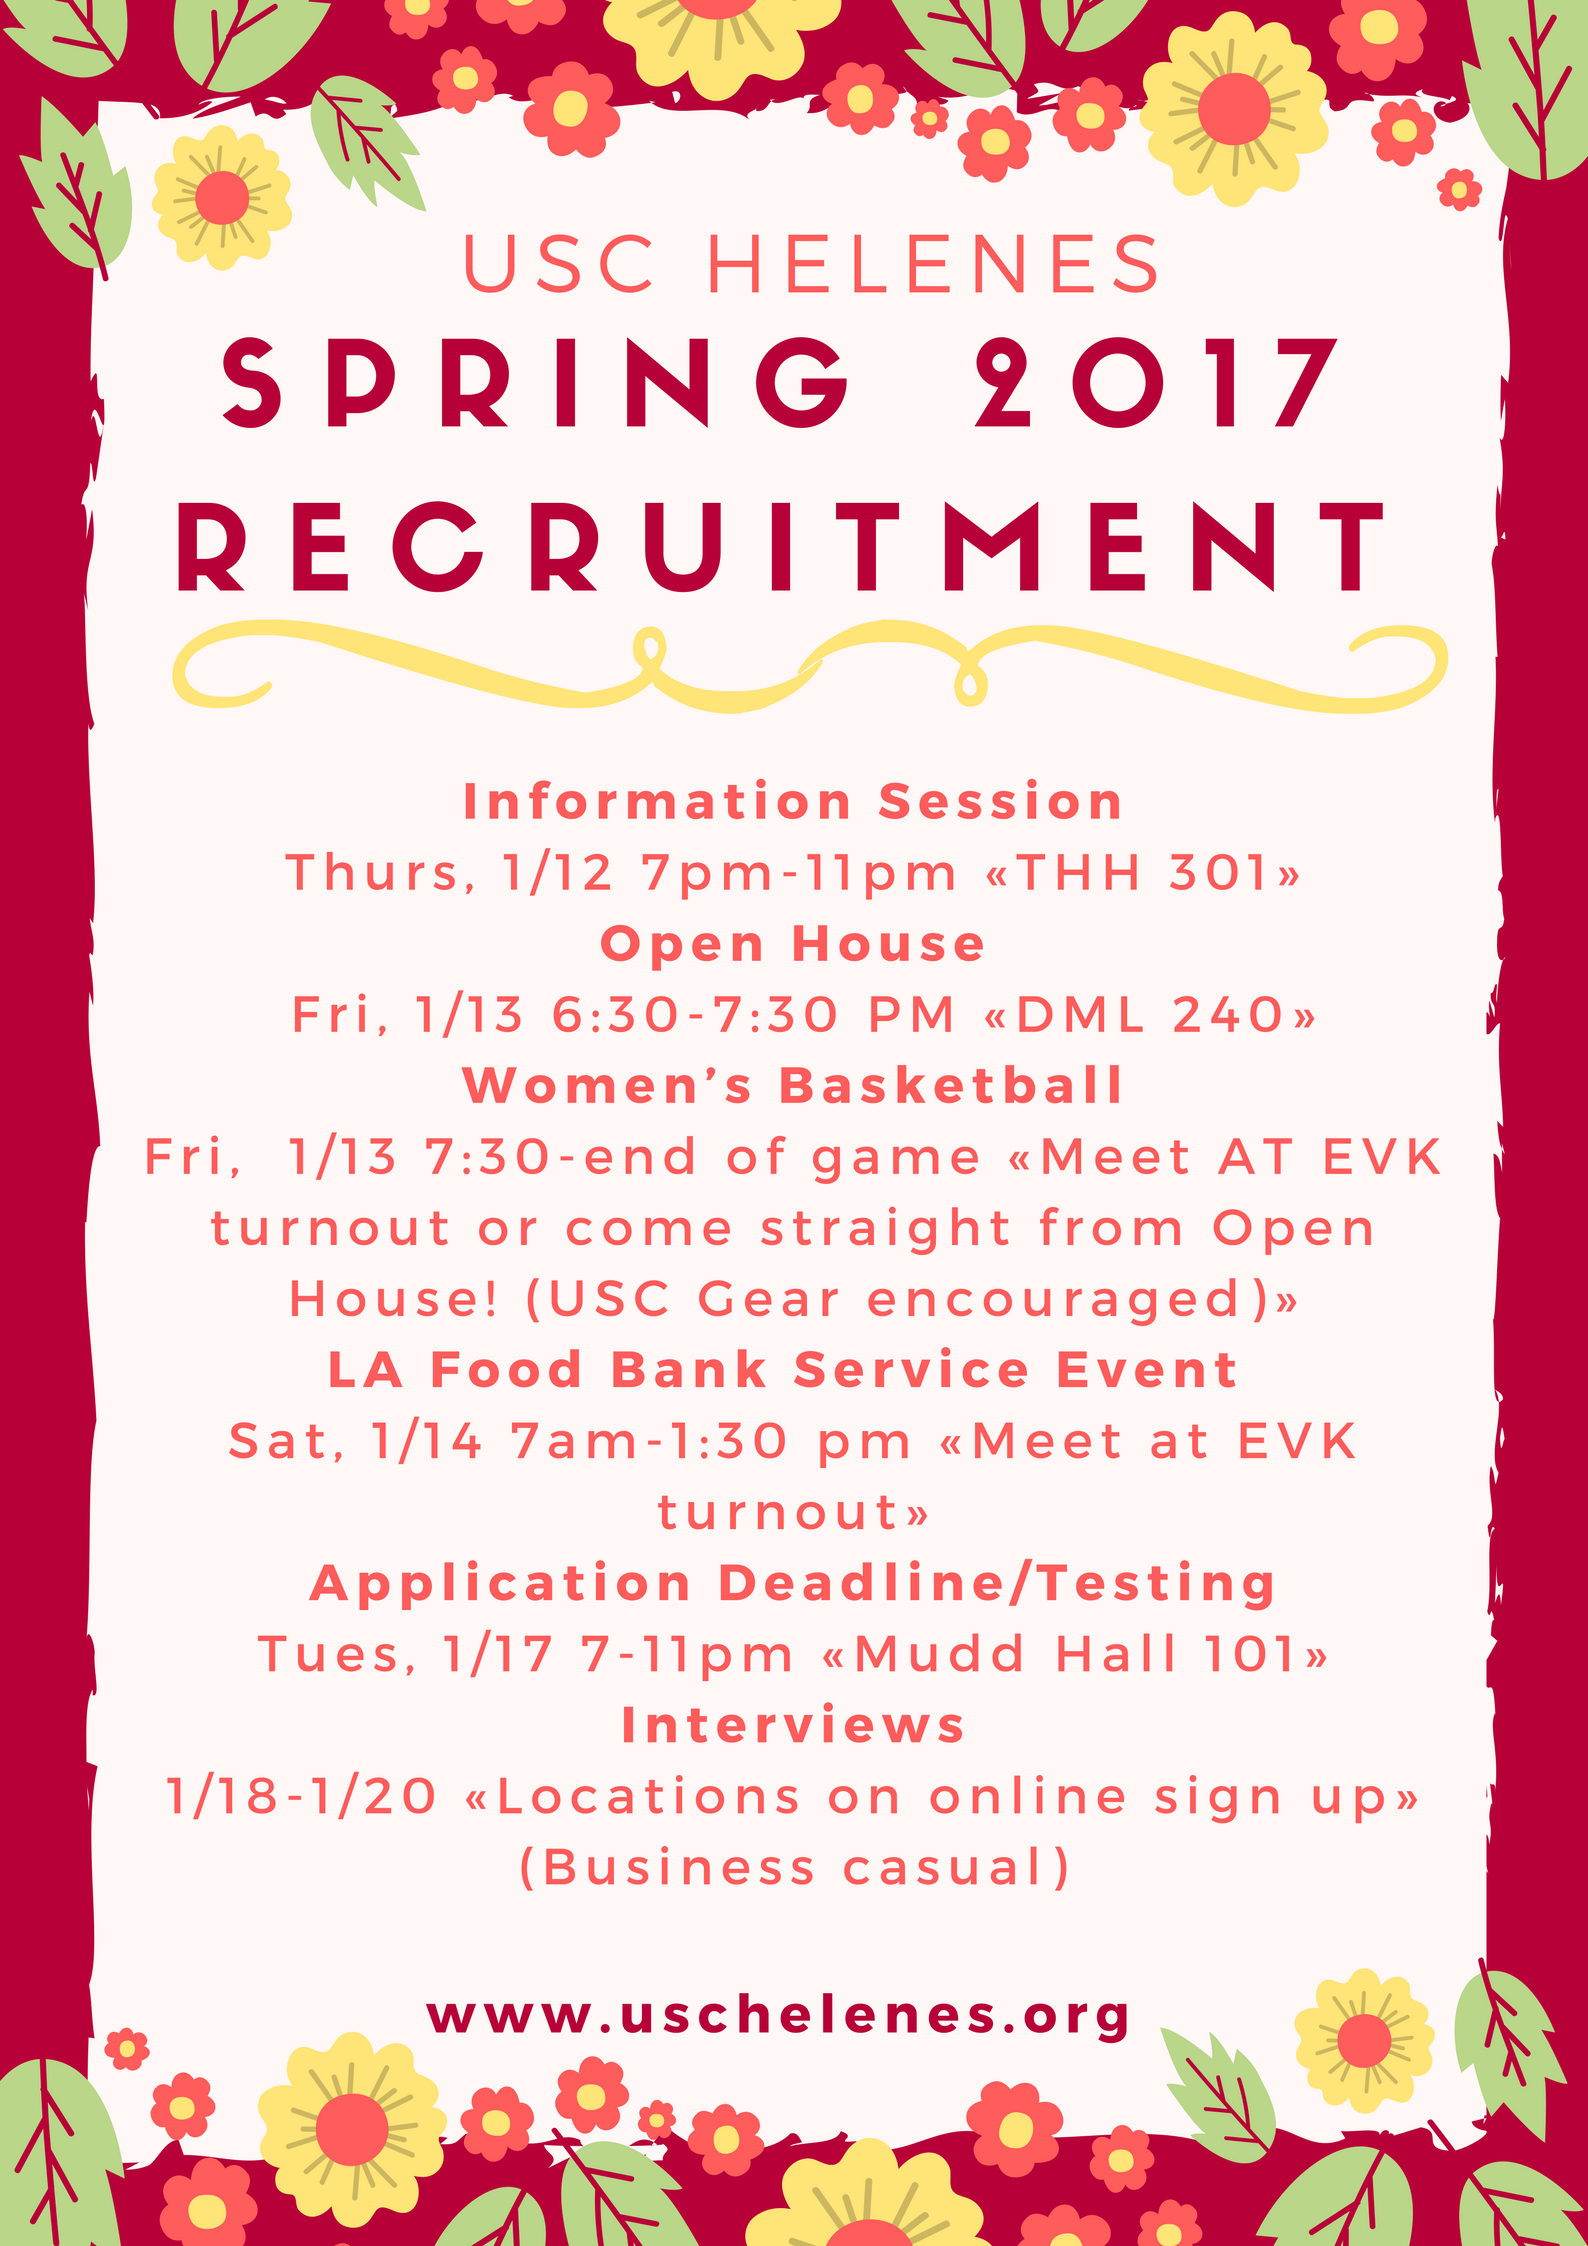 USC HELENES
SPRING 2017
RECRUITMENT
Information Session
Thurs, 1/12 7pm-11pm «THH 301»
Open House
Fri, 1/13 6:30-7:30 PM «DML 240»
Women’s Basketball
Fri,  1/13 7:30-end of game «Meet AT EVK
turnout or come straight from Open
House! (USC Gear encouraged)»
LA Food Bank Service Event
Sat, 1/14 7am-1:30 pm «Meet at EVK
turnout»
Application Deadline/Testing
Tues, 1/17 7-11pm «Mudd Hall 101»
Interviews
1/18-1/20 «Locations on online sign up»
(Business casual)
www.uschelenes.org